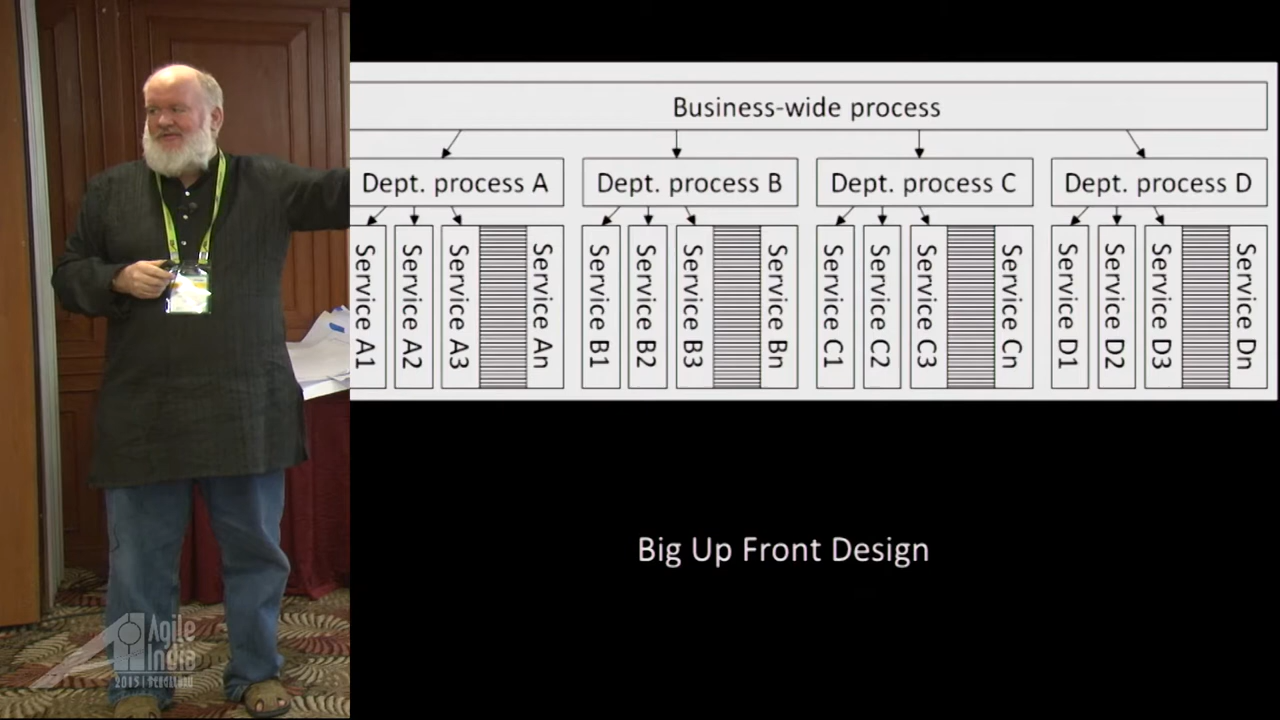 Business-wide process
Dept. process A
Dept. process B
Dept. process C
Dept. process D
Service A1
Service A2
Service A3
Service An
Service B1
Service B2
Service B3
Service Bn
Service C1
Service C2
Service C3
Service Cn
Service D1
Service D2
Service D3
Service Dn
Big Up Front Design
Agile
India
2015 | BENGALURU